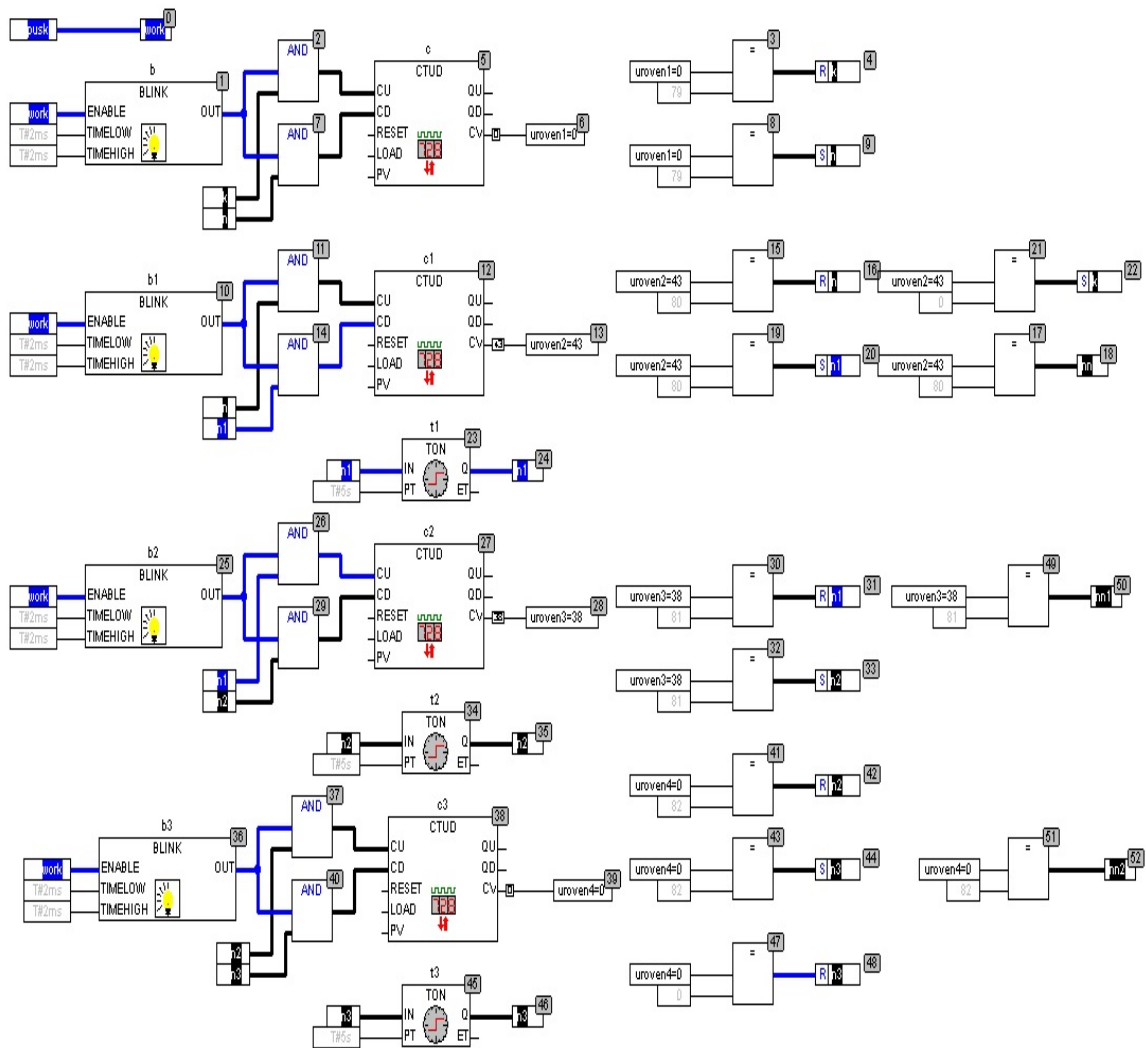 pusk work 0
b 1 BLINK
work ENABLE OUT
T#2ms TIMELOW
T#2ms TIMEHIGH
AND 2
AND 7
k
n
c 5 CTUD
CU QU
CD QD
RESET CV 0 uroven1=0 6
LOAD
PV
uroven1=0 79 = 3 R k 4
uroven1=0 79 = 8 S n 9
b1 10 BLINK
work ENABLE OUT
T#2ms TIMELOW
T#2ms TIMEHIGH
AND 11
AND 14
n
n1
c1 12 CTUD
CU QU
CD QD
RESET CV 43 uroven2=43 13
LOAD
PV
uroven2=43 80 = 15 R n 16
uroven2=43 0 = 21 S k 22
uroven2=43 80 = 19 S n1 20
uroven2=43 80 = 17 nn 18
t1 23 TON
n1 IN Q n1 24
T#5s PT ET
b2 25 BLINK
work ENABLE OUT
T#2ms TIMELOW
T#2ms TIMEHIGH
AND 26
AND 29
n1
n2
c2 27 CTUD
CU QU
CD QD
RESET CV 38 uroven3=38 28
LOAD
PV
uroven3=38 81 = 30 R n1 31
uroven3=38 81 = 49 nn1 50
uroven3=38 81 = 32 S n2 33
t2 34 TON
n2 IN Q n2 35
T#5s PT ET
b3 36 BLINK
work ENABLE OUT
T#2ms TIMELOW
T#2ms TIMEHIGH
AND 37
AND 40
n2
n3
c3 38 CTUD
CU QU
CD QD
RESET CV 0 uroven4=0 39
LOAD
PV
uroven4=0 82 = 41 R n2 42
uroven4=0 82 = 43 S n3 44
uroven4=0 82 = 51 nn2 52
uroven4=0 0 = 47 R n3 48
t3 45 TON
n3 IN Q n3 46
T#5s PT ET